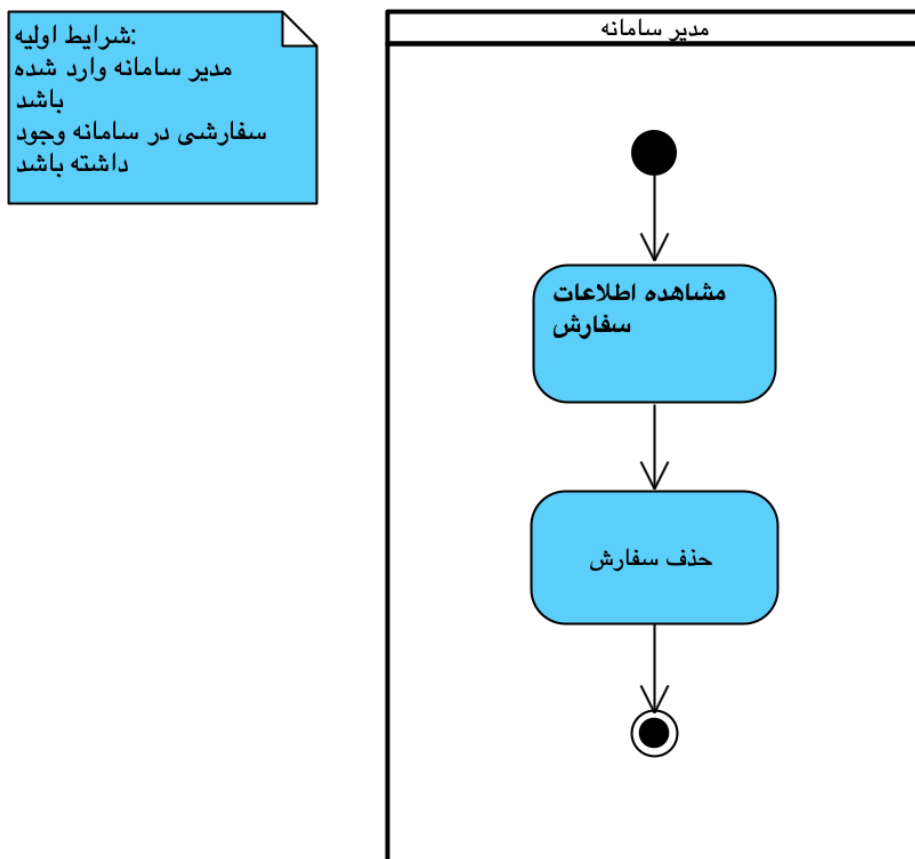 شرایط اولیه:
مدیر سامانه وارد شده
باشد
سفارشی در سامانه وجود
داشته باشد
مدیر سامانه
مشاهده اطلاعات
سفارش
حذف سفارش